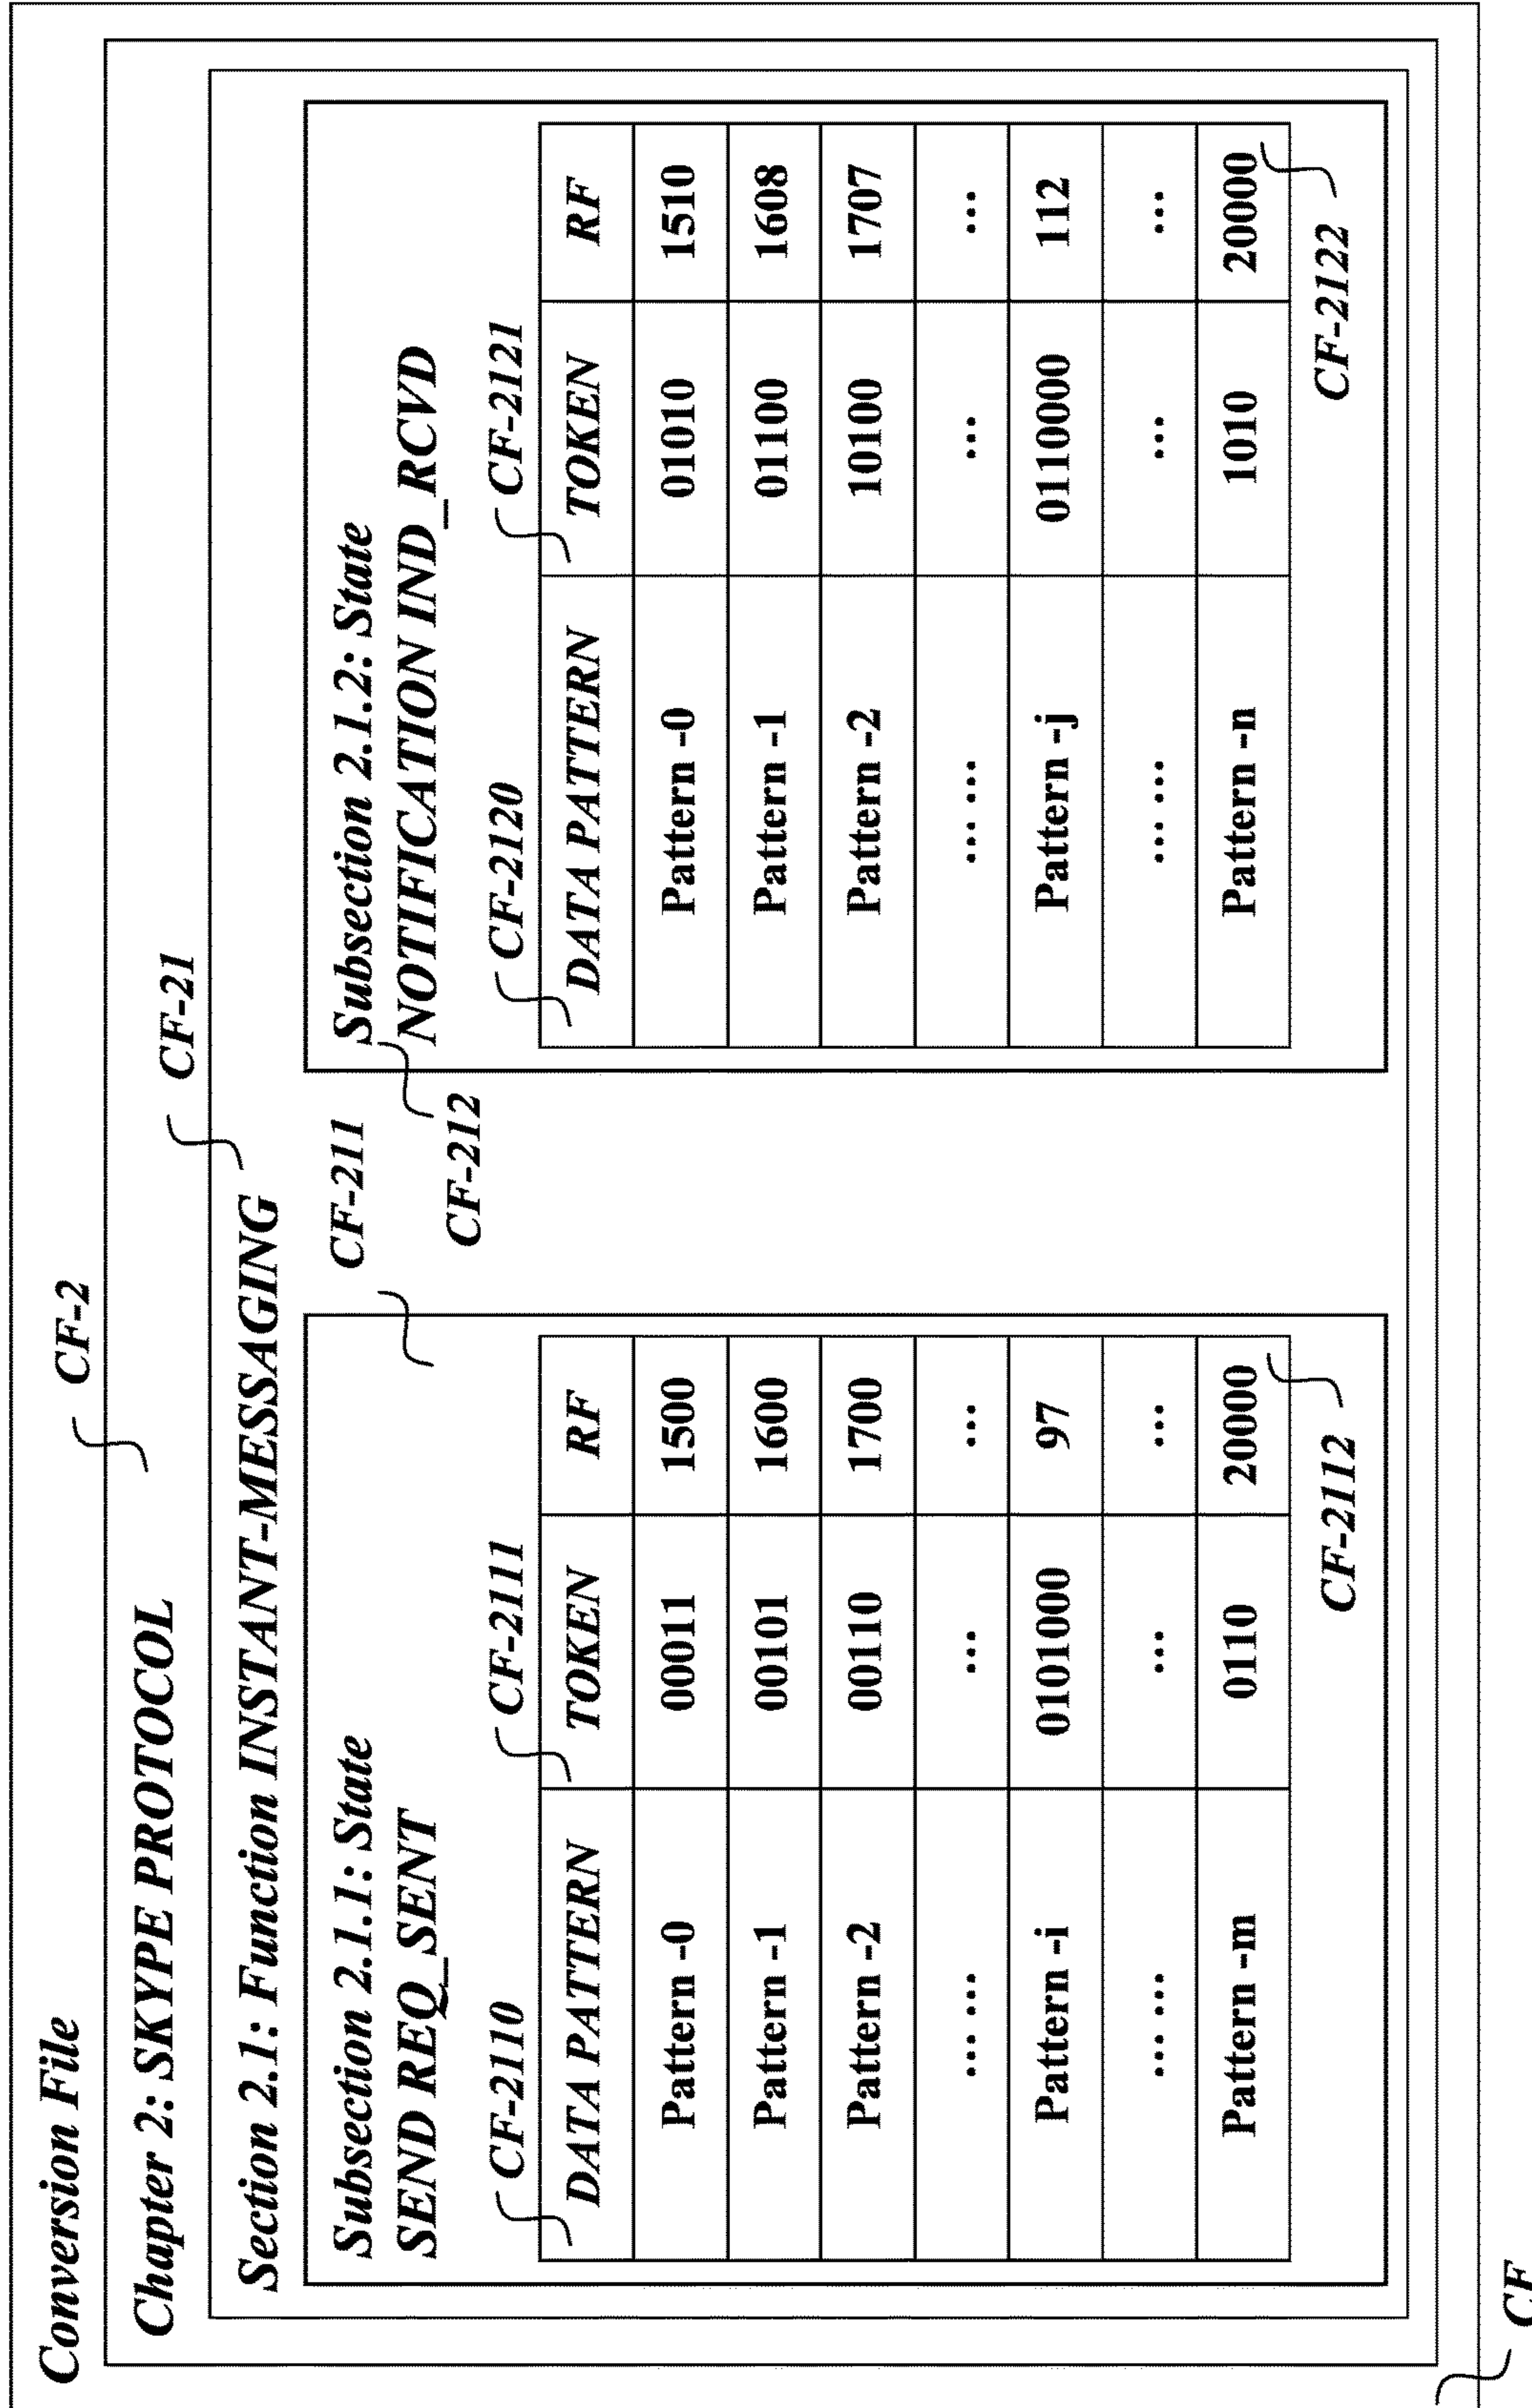 Conversion File
CF-2
Chapter 2: SKYPE PROTOCOL
CF-21
Section 2.1: Function INSTANT-MESSAGING
Subsection 2.1.1: State
SEND REQ_SENT
CF-211
CF-2110
CF-2111
DATA PATTERN TOKEN RF
Pattern -0 00011 1500
Pattern -1 00101 1600
Pattern -2 00110 1700
... ... ... ...
Pattern -i 0101000 97
... ... ... ...
Pattern -m 0110 20000
CF-2112
Subsection 2.1.2: State
NOTIFICATION IND_RCVD
CF-212
CF-2120
CF-2121
DATA PATTERN TOKEN RF
Pattern -0 01010 1510
Pattern -1 01100 1608
Pattern -2 10100 1707
... ... ... ...
Pattern -j 0110000 112
... ... ... ...
Pattern -n 1010 20000
CF-2122
CF